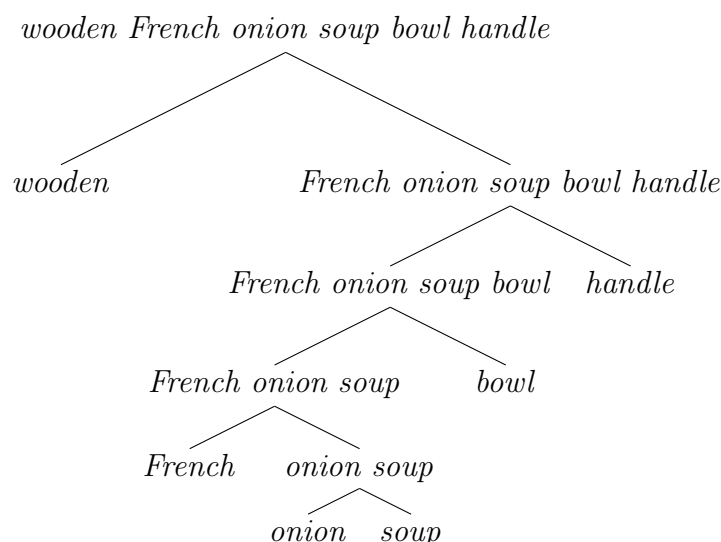 wooden French onion soup bowl handle
wooden French onion soup bowl handle
French onion soup bowl handle
French onion soup bowl
French onion soup
onion soup